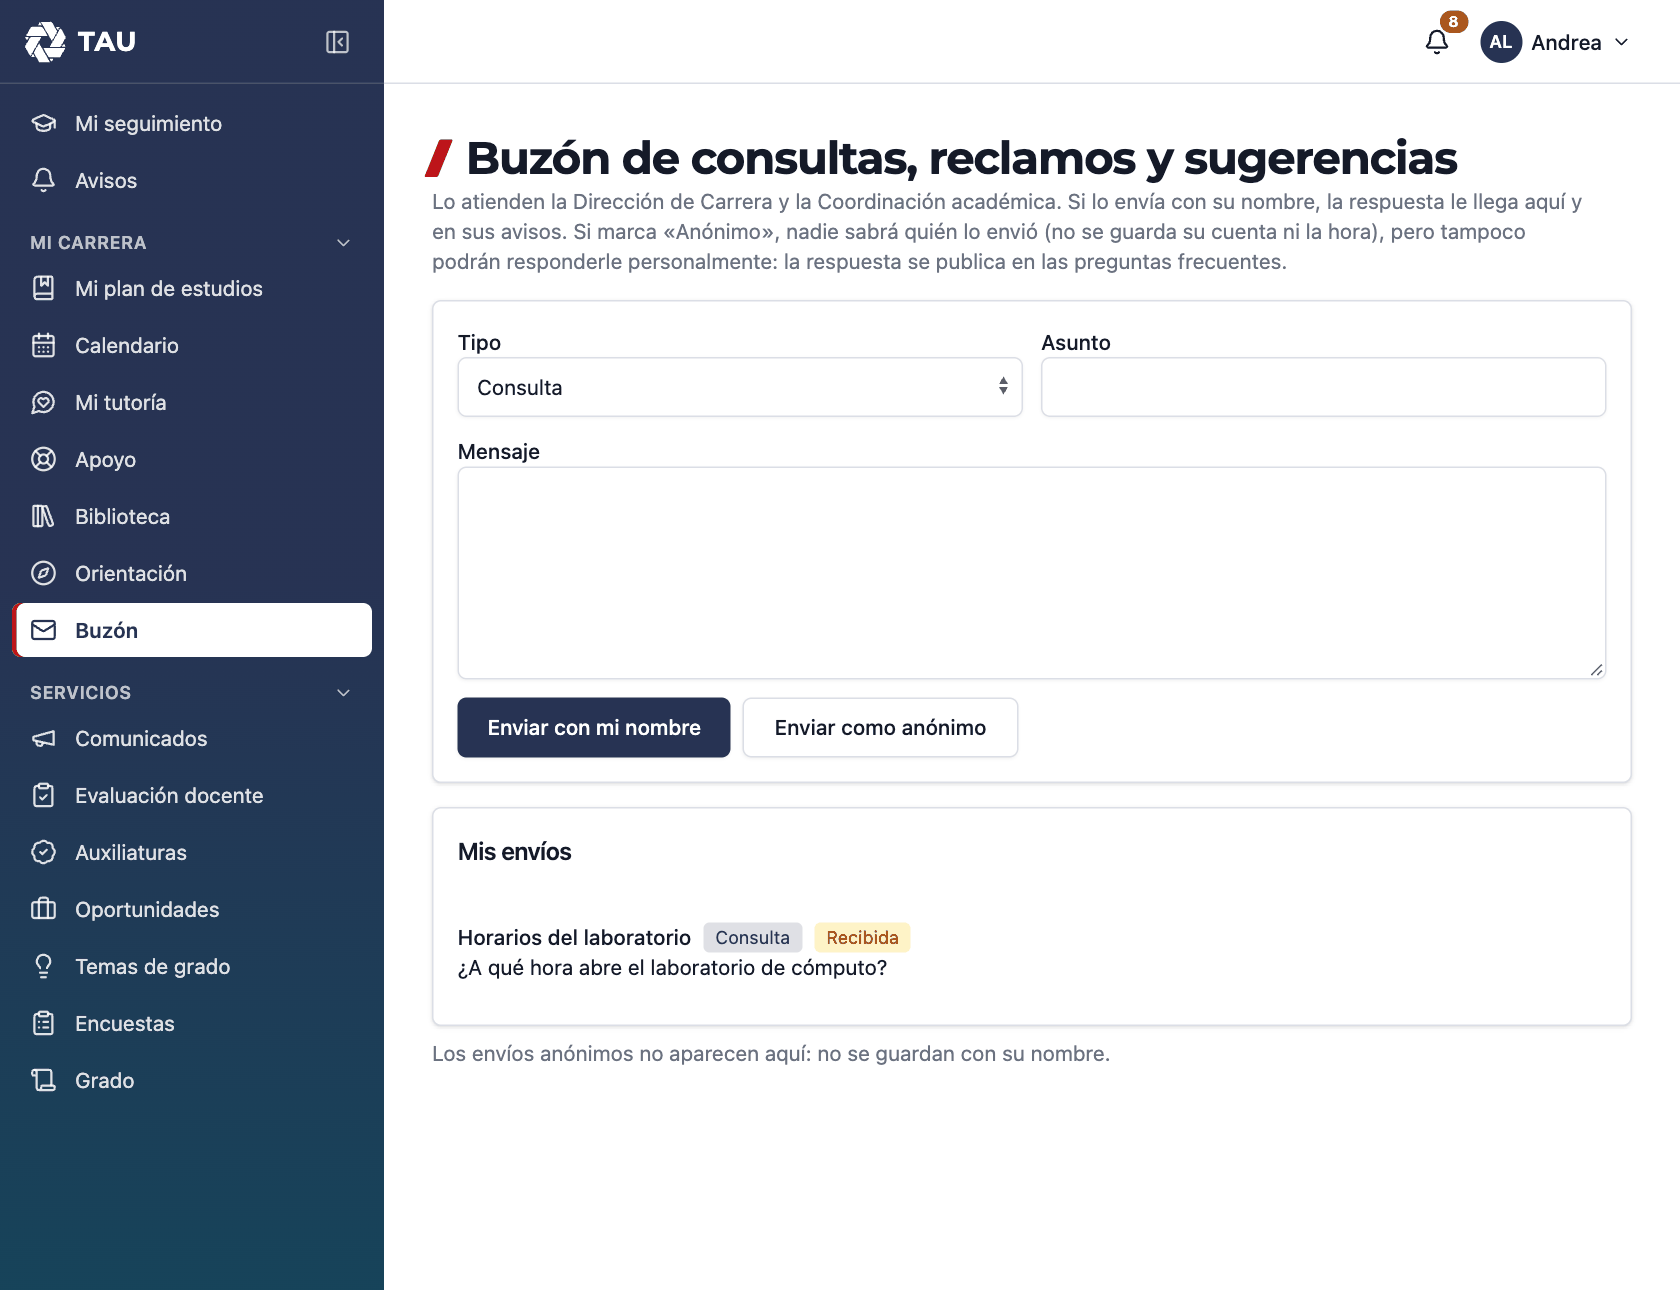 TAU
8
AL
Andrea
Mi seguimiento
Avisos
MI CARRERA
Mi plan de estudios
Calendario
Mi tutoría
Apoyo
Biblioteca
Orientación
Buzón
SERVICIOS
Comunicados
Evaluación docente
Auxiliaturas
Oportunidades
Temas de grado
Encuestas
Grado
Buzón de consultas, reclamos y sugerencias
Lo atienden la Dirección de Carrera y la Coordinación académica. Si lo envía con su nombre, la respuesta le llega aquí y
en sus avisos. Si marca «Anónimo», nadie sabrá quién lo envió (no se guarda su cuenta ni la hora), pero tampoco
podrán responderle personalmente: la respuesta se publica en las preguntas frecuentes.
Tipo
Consulta
Asunto
Mensaje
Enviar con mi nombre
Enviar como anónimo
Mis envíos
Horarios del laboratorio Consulta Recibida
¿A qué hora abre el laboratorio de cómputo?
Los envíos anónimos no aparecen aquí: no se guardan con su nombre.